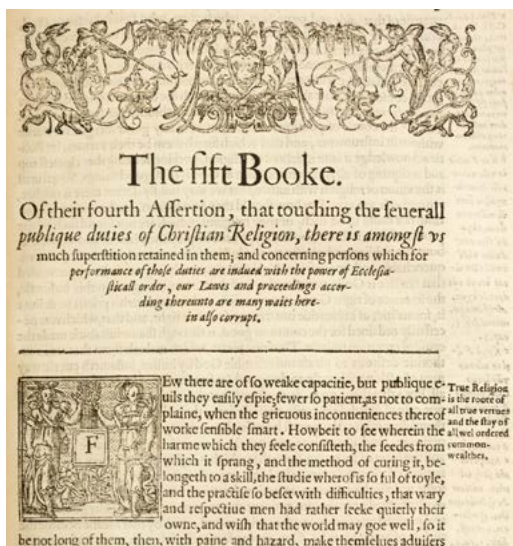 The fift Booke.
Of their fourth Aſſertion, that touching the ſeuerall
publique duties of Chriſtian Religion, there is amongſt vs
much ſuperſtition retained in them; and concerning perſons which for
performance of thoſe duties are indued with the power of Eccleſia-
ſticall order, our Lawes and proceedings accor-
ding thereunto are many waies here-
in alſo corrupt.
FEw there are of ſo weake capacitie, but publique e-
uils they eaſily eſpie; fewer ſo patient, as not to com-
plaine, when the grieuous inconueniences thereof
worke ſenſible ſmart. Howbeit to ſee wherein the
harme which they feele conſiſteth, the ſeedes from
which it ſprang, and the method of curing it, be-
longeth to a skill, the ſtudie wherof is ſo ful of toyle,
and the practiſe ſo beſet with difficulties, that wary
and reſpectiue men had rather ſeeke quietly their
owne, and wiſh that the world may goe well, ſo it
be not long of them, then, with paine and hazard, make themſelues aduiſers
True Religion
is the roote of
all true vertues
and the ſtay of
all wel ordered
common-
wealthes.